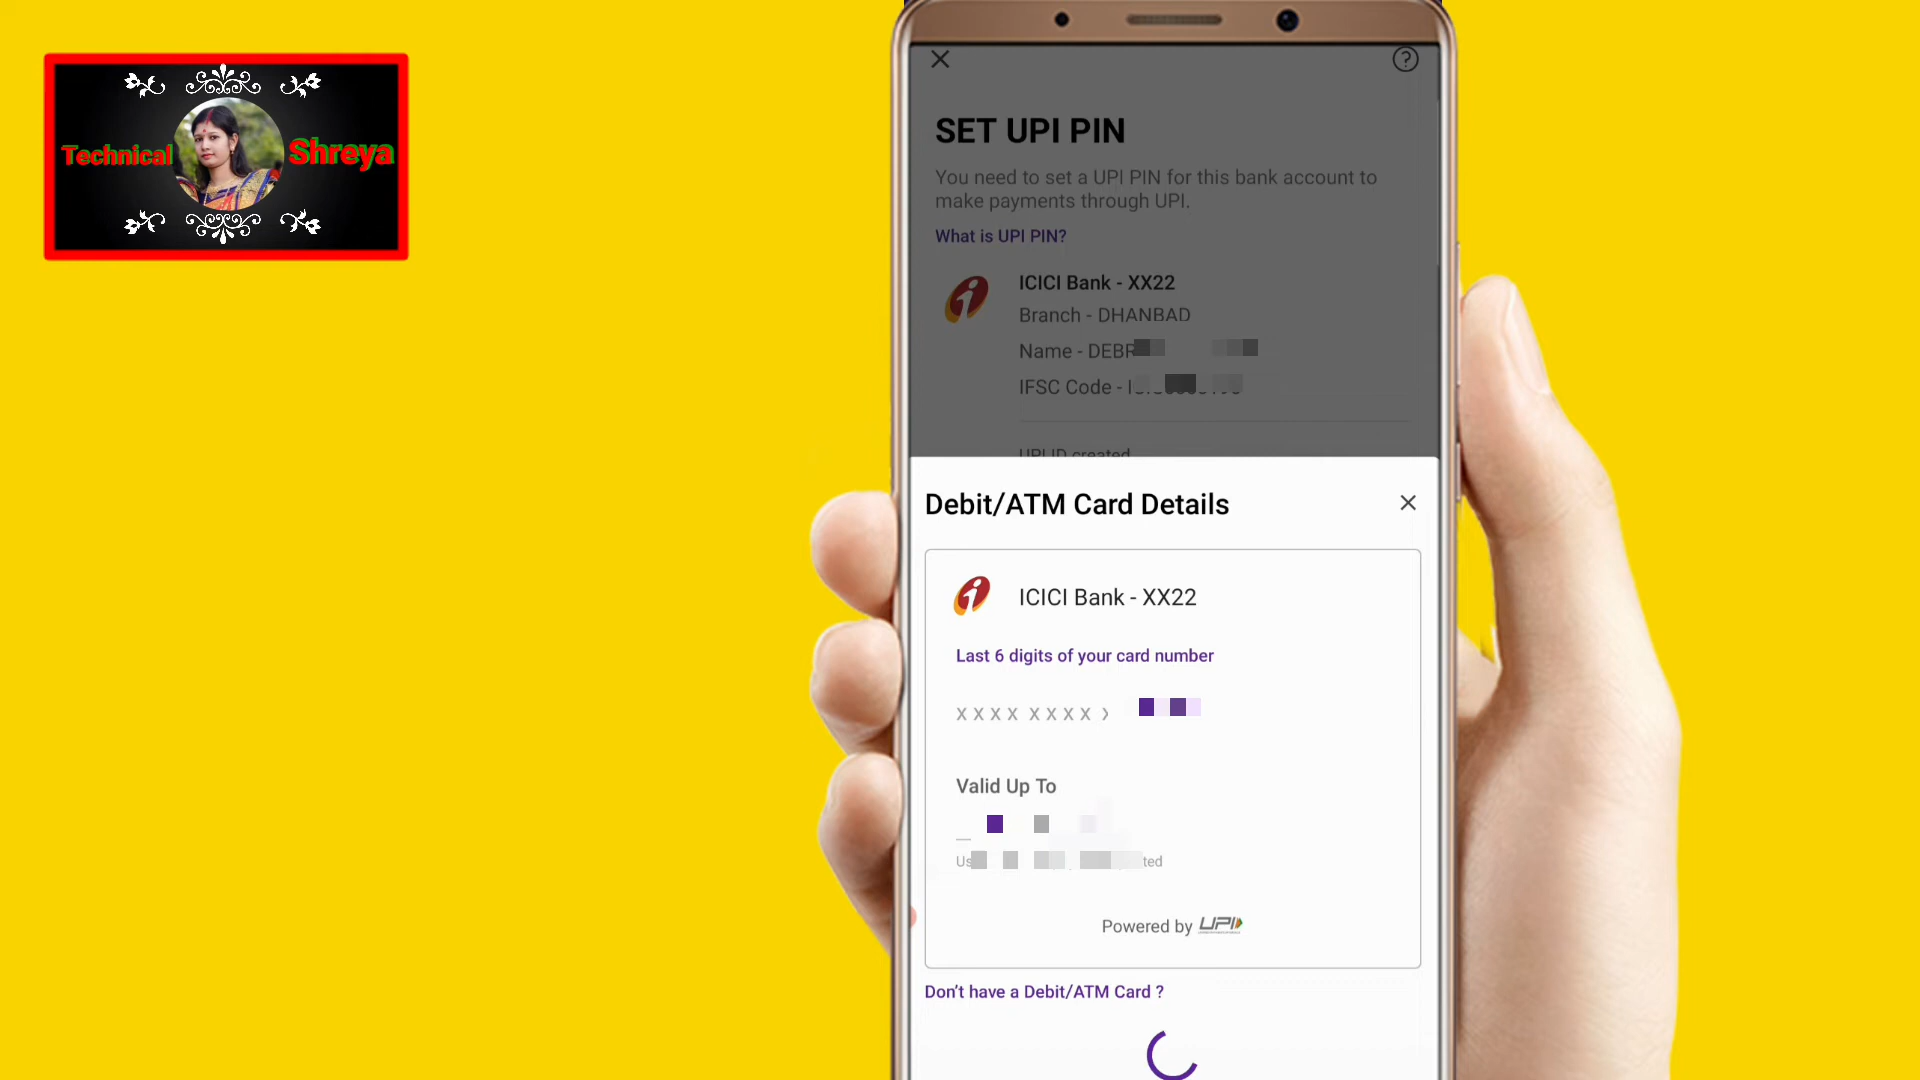 Technical Shreya
SET UPI PIN
You need to set a UPI PIN for this bank account to
make payments through UPI.
What is UPI PIN?
ICICI Bank - XX22
Branch - DHANBAD
Name - DEBR
IFSC Code -
UPI ID created
Debit/ATM Card Details
ICICI Bank - XX22
Last 6 digits of your card number
X X X X X X X X X
Valid Up To
Powered by UPI
Don't have a Debit/ATM Card ?